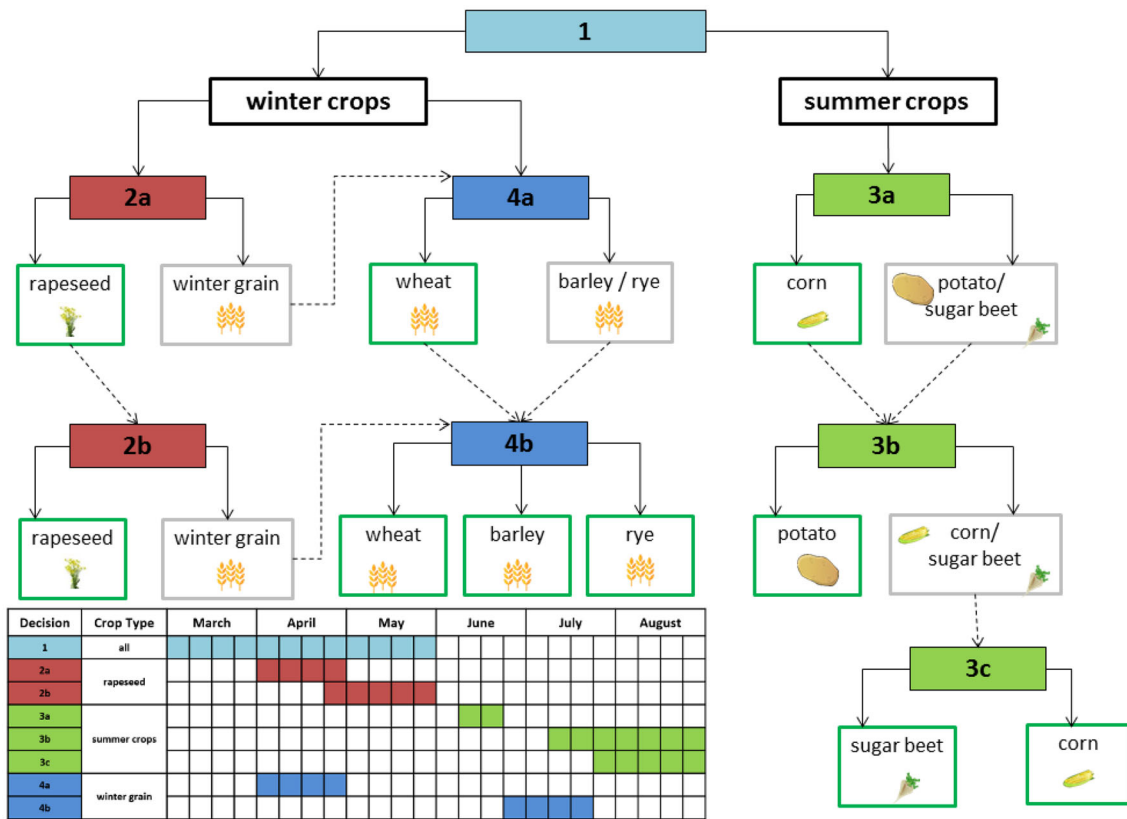 1
winter crops
summer crops
2a
4a
3a
rapeseed
winter grain
wheat
barley / rye
corn
potato/
sugar beet
2b
4b
3b
rapeseed
winter grain
wheat
barley
rye
potato
corn/
sugar beet
3c
sugar beet
corn
Decision Crop Type March April May June July August
1 all
2a
rapeseed
2b
3a
3b summer crops
3c
4a
winter grain
4b